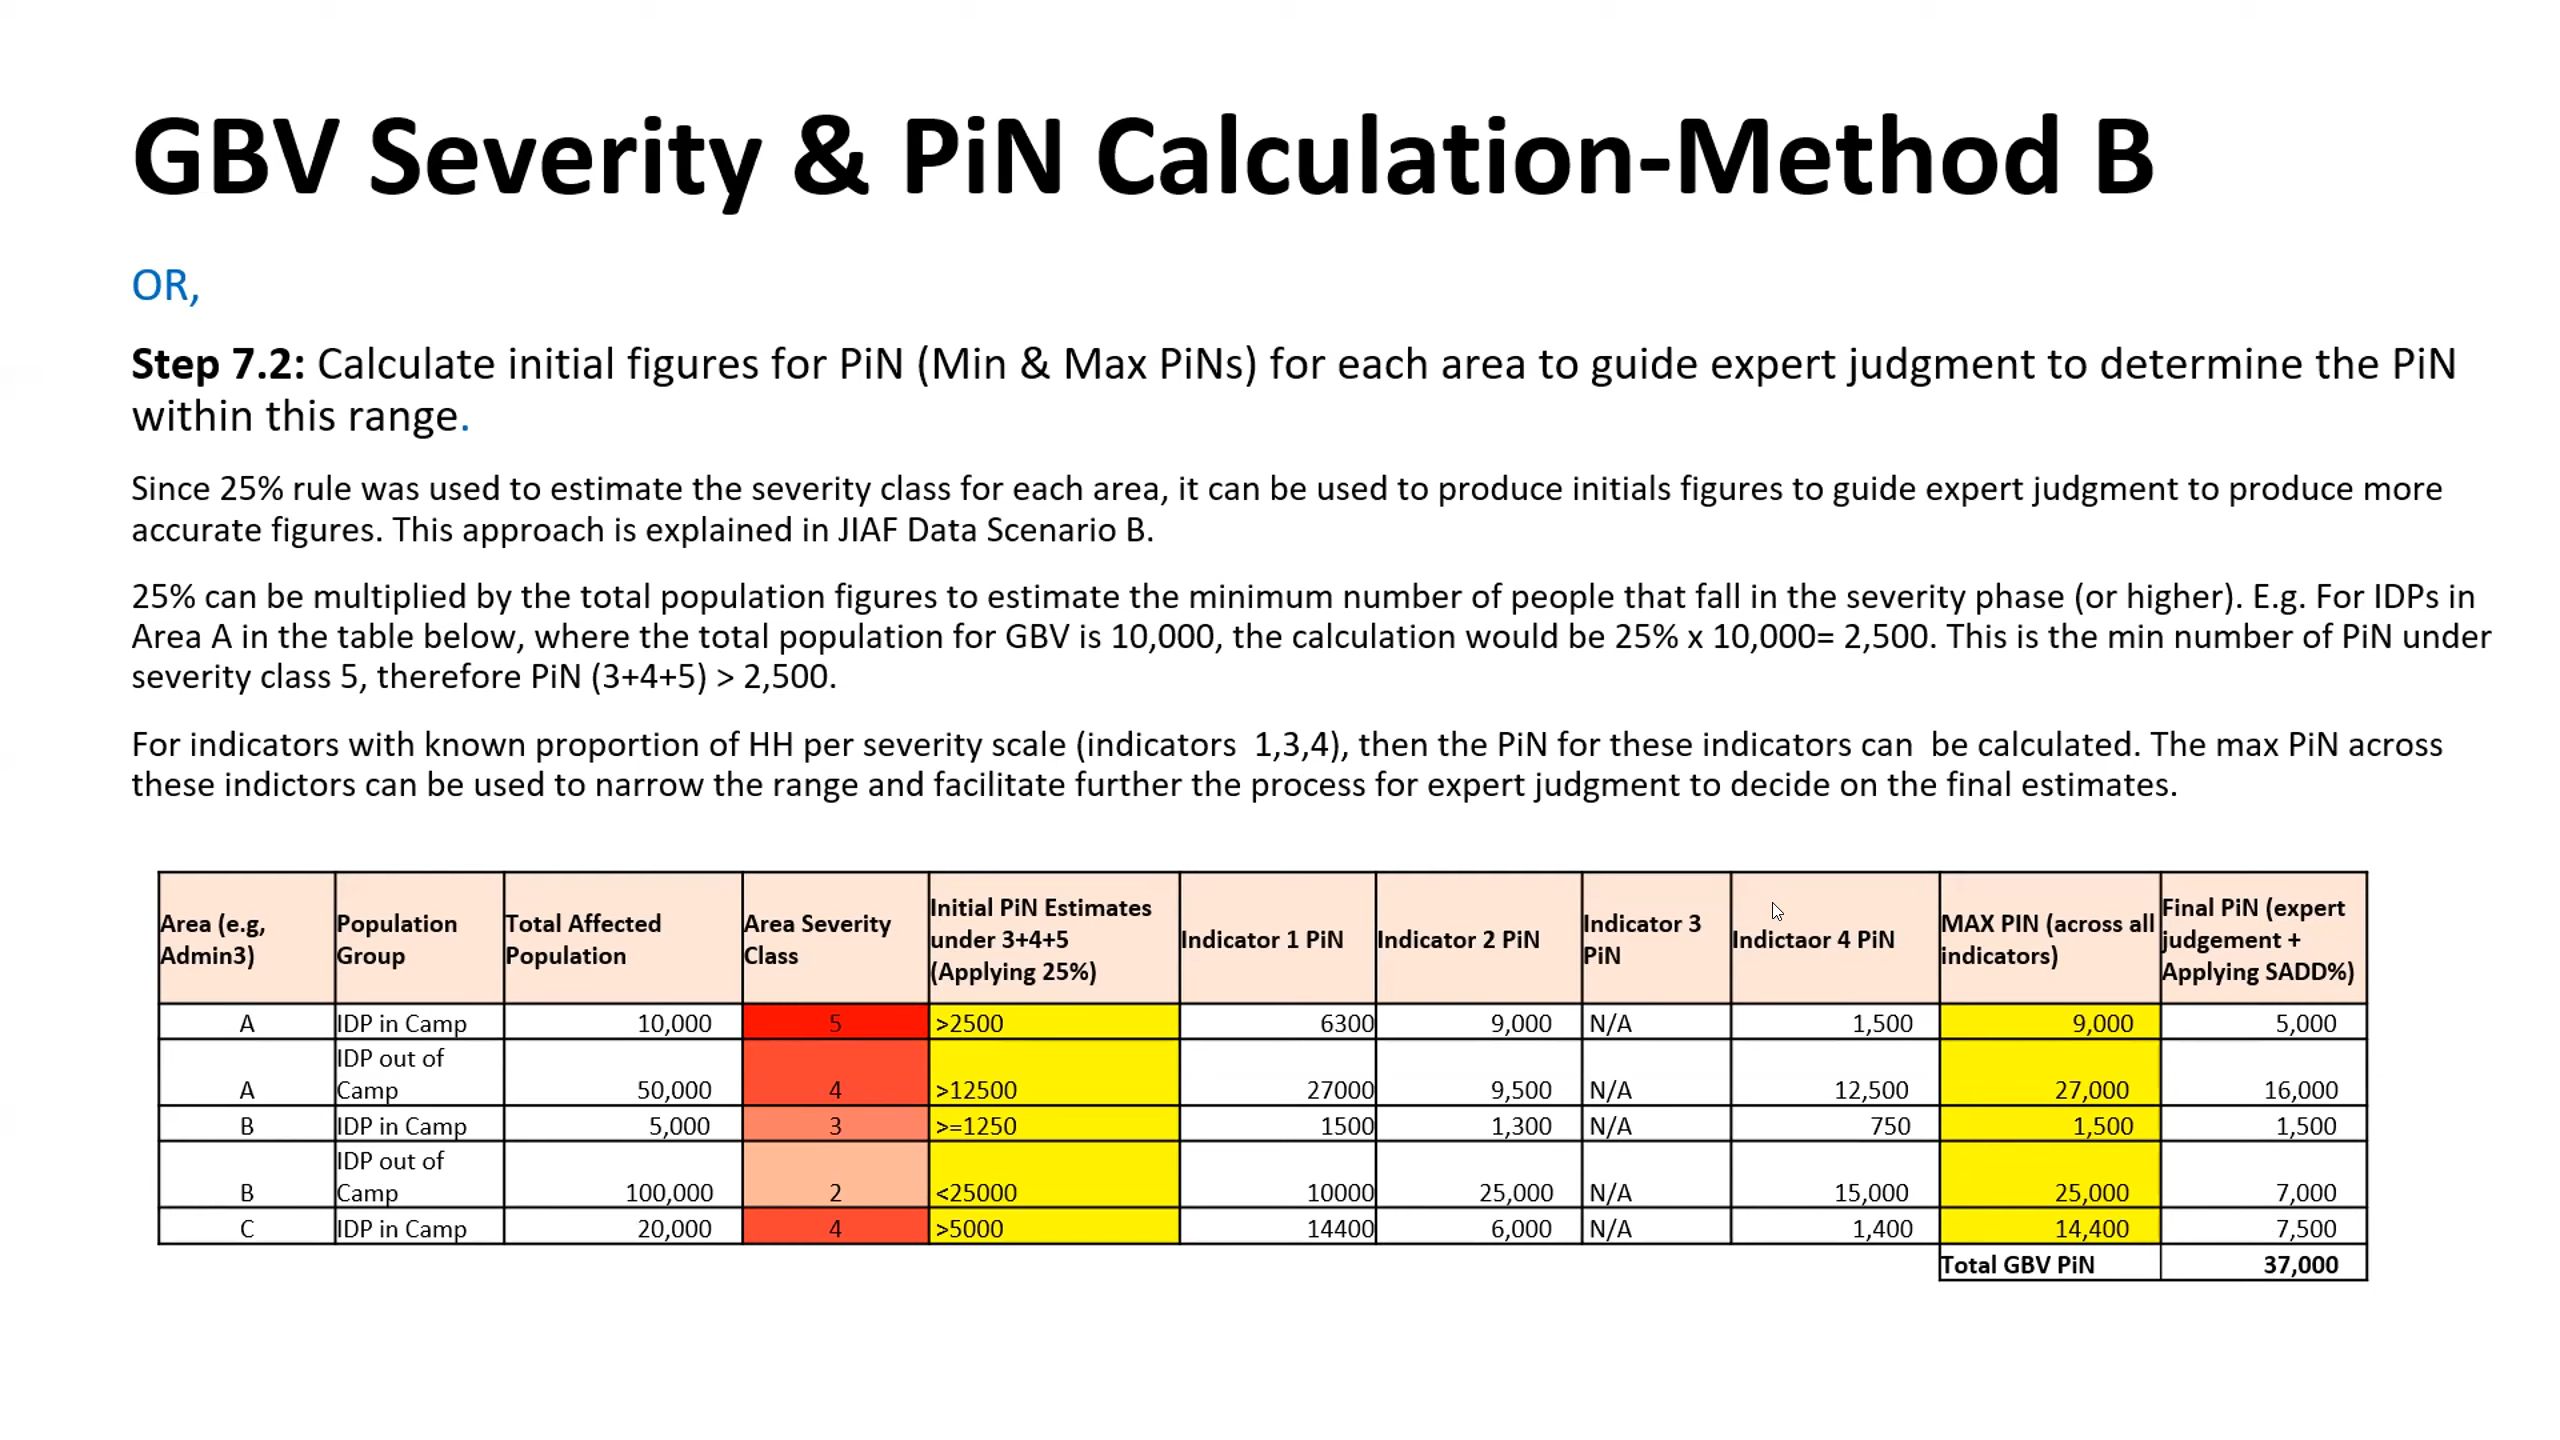 GBV Severity & PiN Calculation-Method B
OR,
Step 7.2: Calculate initial figures for PiN (Min & Max PiNs) for each area to guide expert judgment to determine the PiN
within this range.
Since 25% rule was used to estimate the severity class for each area, it can be used to produce initials figures to guide expert judgment to produce more
accurate figures. This approach is explained in JIAF Data Scenario B.
25% can be multiplied by the total population figures to estimate the minimum number of people that fall in the severity phase (or higher). E.g. For IDPs in
Area A in the table below, where the total population for GBV is 10,000, the calculation would be 25% x 10,000= 2,500. This is the min number of PiN under
severity class 5, therefore PiN (3+4+5) > 2,500.
For indicators with known proportion of HH per severity scale (indicators 1,3,4), then the PiN for these indicators can be calculated. The max PiN across
these indictors can be used to narrow the range and facilitate further the process for expert judgment to decide on the final estimates.
Area (e.g, Admin3) Population Group Total Affected Population Area Severity Class Initial PiN Estimates under 3+4+5 (Applying 25%) Indicator 1 PiN Indicator 2 PiN Indicator 3 PiN Indictaor 4 PiN MAX PIN (across all indicators) Final PiN (expert judgement + Applying SADD%)
A IDP in Camp 10,000 5 >2500 6300 9,000 N/A 1,500 9,000 5,000
A IDP out of Camp 50,000 4 >12500 27000 9,500 N/A 12,500 27,000 16,000
B IDP in Camp 5,000 3 >=1250 1500 1,300 N/A 750 1,500 1,500
B IDP out of Camp 100,000 2 <25000 10000 25,000 N/A 15,000 25,000 7,000
C IDP in Camp 20,000 4 >5000 14400 6,000 N/A 1,400 14,400 7,500
Total GBV PiN 37,000